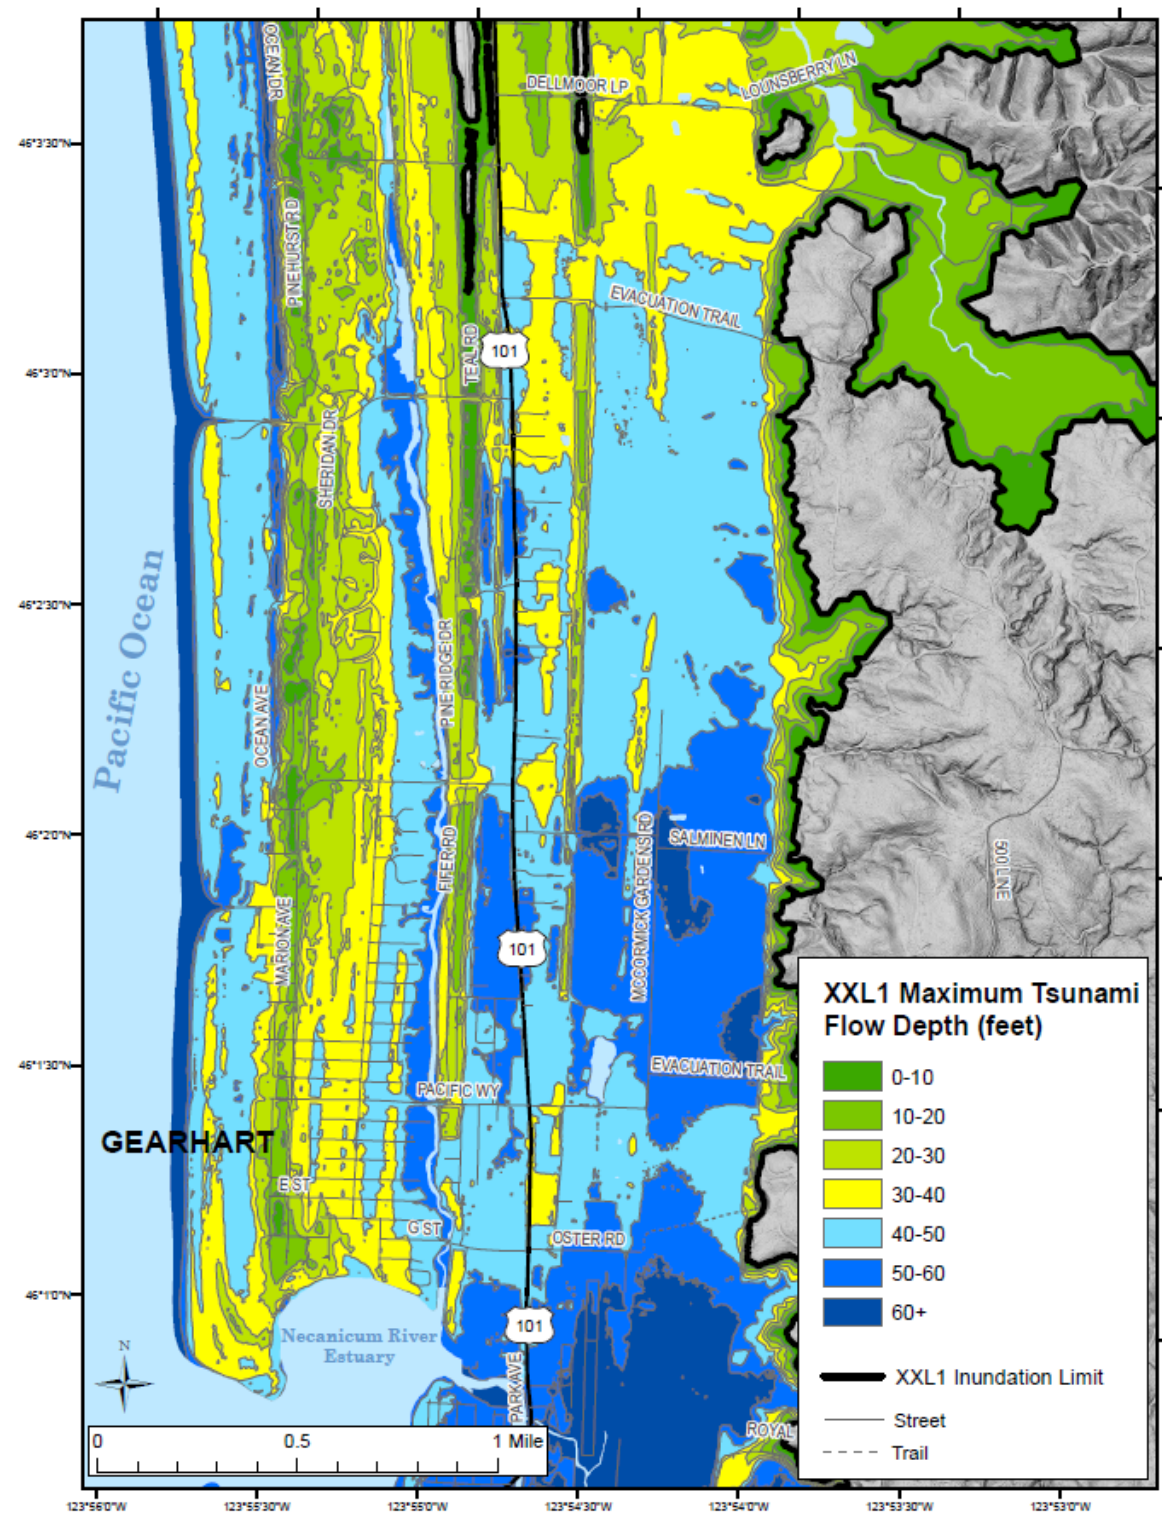 OCEAN DR
DELLMOOR LP
LOUNSBERRY LN
46°3'30"N
PINEHURST RD
EVACUATION TRAIL
TEAL RD
101
46°3'0"N
SHERIDAN DR
Pacific Ocean
46°2'30"N
PINE RIDGE DR
OCEAN AVE
46°2'0"N
FIFER RD
MCCORMICK GARDENS RD
SALMINEN LN
500 LINE
MARION AVE
101
XXL1 Maximum Tsunami
Flow Depth (feet)
0-10
10-20
20-30
30-40
40-50
50-60
60+
XXL1 Inundation Limit
Street
Trail
46°1'30"N
EVACUATION TRAIL
PACIFIC WY
GEARHART
E ST
G ST
OSTER RD
46°1'0"N
Necanicum River
Estuary
101
N
PARK AVE
ROYAL
0 0.5 1 Mile
123°56'0"W 123°55'30"W 123°55'0"W 123°54'30"W 123°54'0"W 123°53'30"W 123°53'0"W